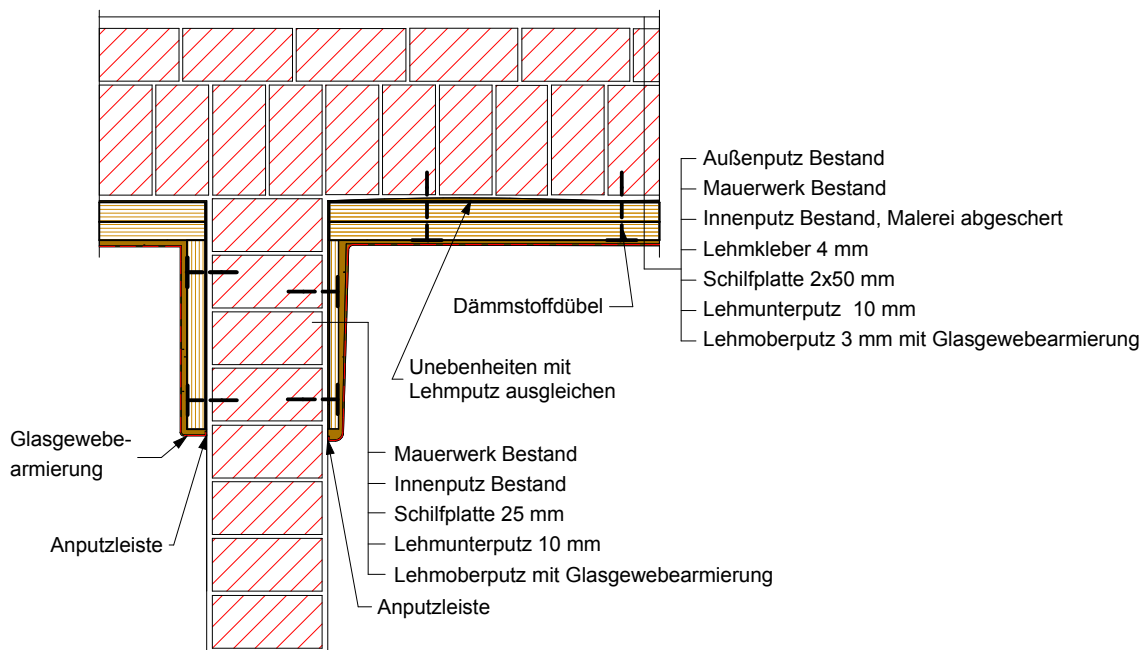 Außenputz Bestand
Mauerwerk Bestand
Innenputz Bestand, Malerei abgeschert
Lehmkleber 4 mm
Schilfplatte 2x50 mm
Lehmunterputz 10 mm
Lehmoberputz 3 mm mit Glasgewebearmierung
Dämmstoffdübel
Unebenheiten mit
Lehmputz ausgleichen
Glasgewebe-
armierung
Anputzleiste
Mauerwerk Bestand
Innenputz Bestand
Schilfplatte 25 mm
Lehmunterputz 10 mm
Lehmoberputz mit Glasgewebearmierung
Anputzleiste